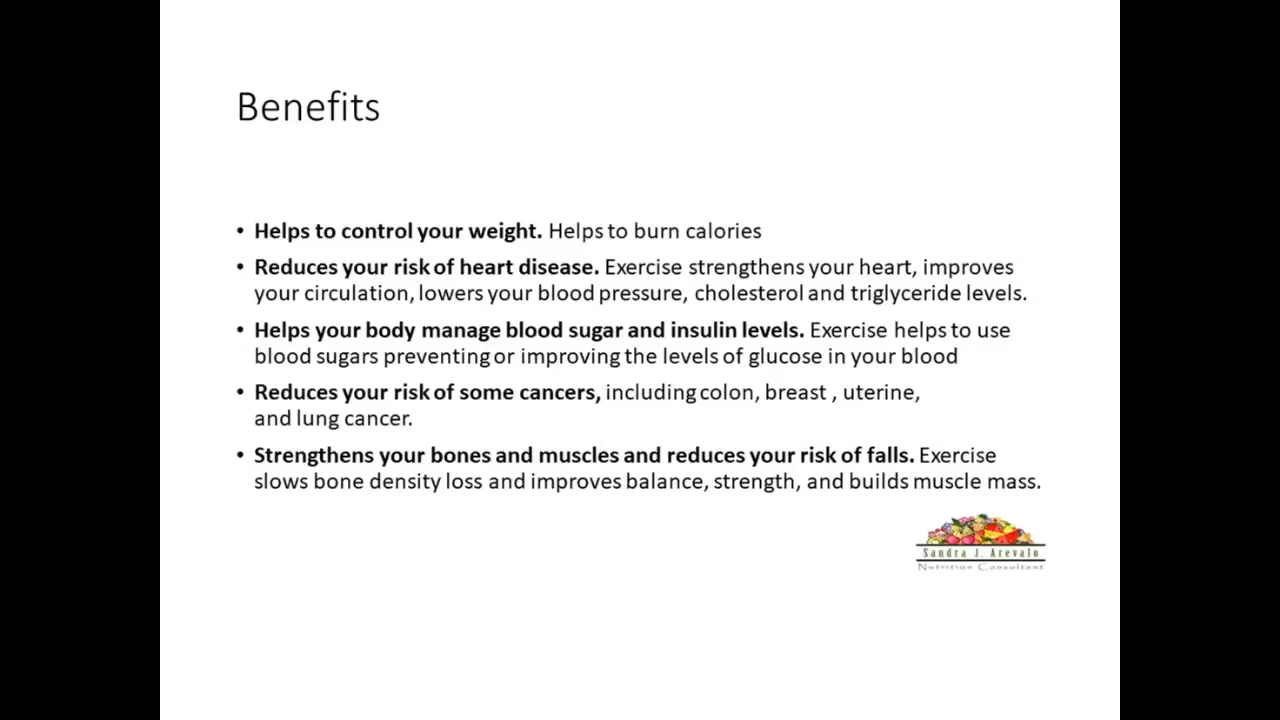 Benefits
• Helps to control your weight. Helps to burn calories
• Reduces your risk of heart disease. Exercise strengthens your heart, improves
your circulation, lowers your blood pressure, cholesterol and triglyceride levels.
• Helps your body manage blood sugar and insulin levels. Exercise helps to use
blood sugars preventing or improving the levels of glucose in your blood
• Reduces your risk of some cancers, including colon, breast , uterine,
and lung cancer.
• Strengthens your bones and muscles and reduces your risk of falls. Exercise
slows bone density loss and improves balance, strength, and builds muscle mass.
Sandra J. Arevalo
Nutrition Consultant